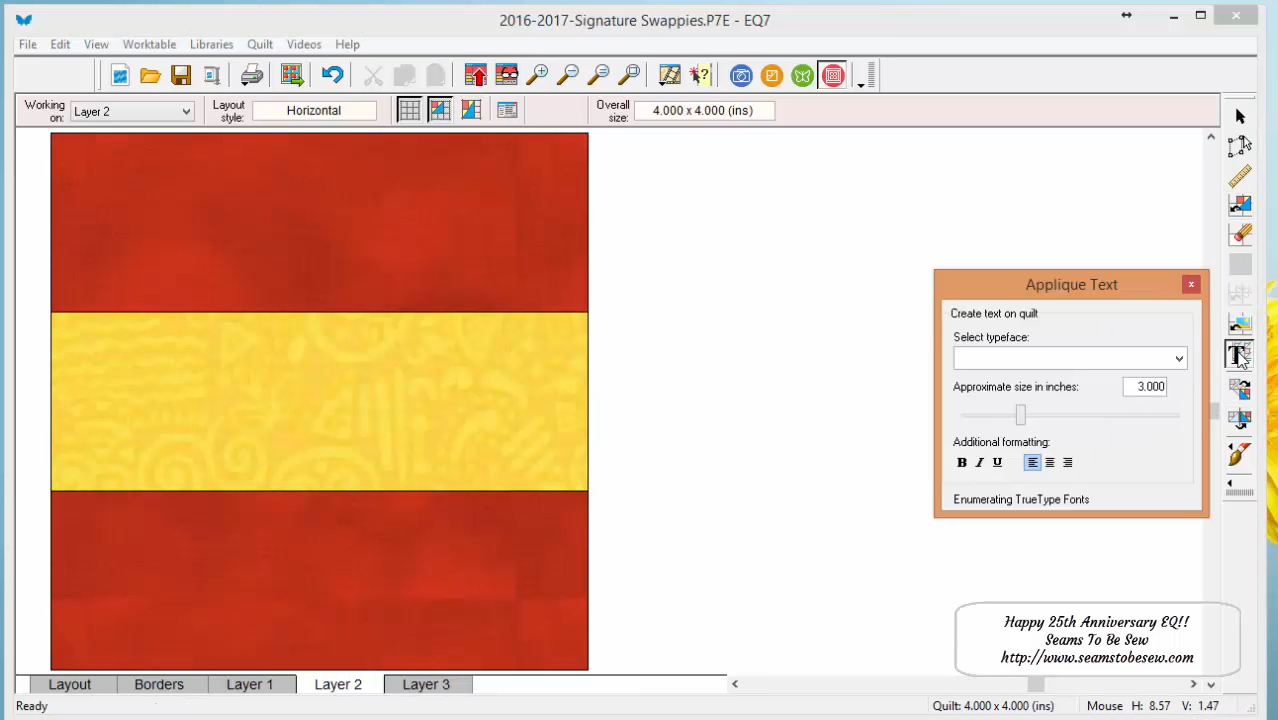 2016-2017-Signature Swappies.P7E - EQ7
File Edit View Worktable Libraries Quilt Videos Help
Working on: Layer 2 Layout style: Horizontal Overall size: 4.000 x 4.000 (ins)
Applique Text
Create text on quilt
Select typeface:
Approximate size in inches: 3.000
Additional formatting:
B I U
Enumerating TrueType Fonts
Happy 25th Anniversary EQ!!
Seams To Be Sew
http://www.seamstobesew.com
Layout Borders Layer 1 Layer 2 Layer 3
Ready Quilt: 4.000 x 4.000 (ins) Mouse H: 8.57 V: 1.47